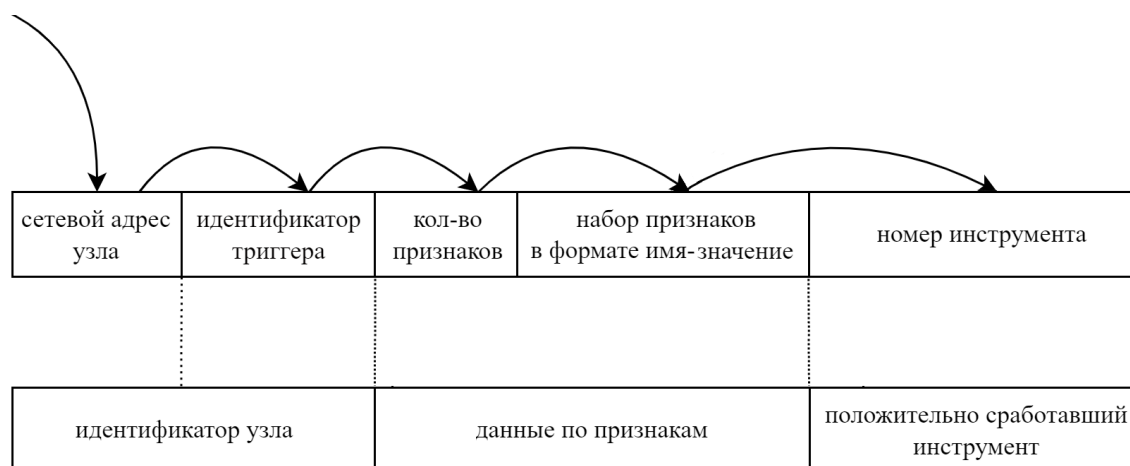 сетевой адрес
узла
идентификатор
триггера
кол-во
признаков
набор признаков
в формате имя-значение
номер инструмента
идентификатор узла
данные по признакам
положительно сработавший
инструмент